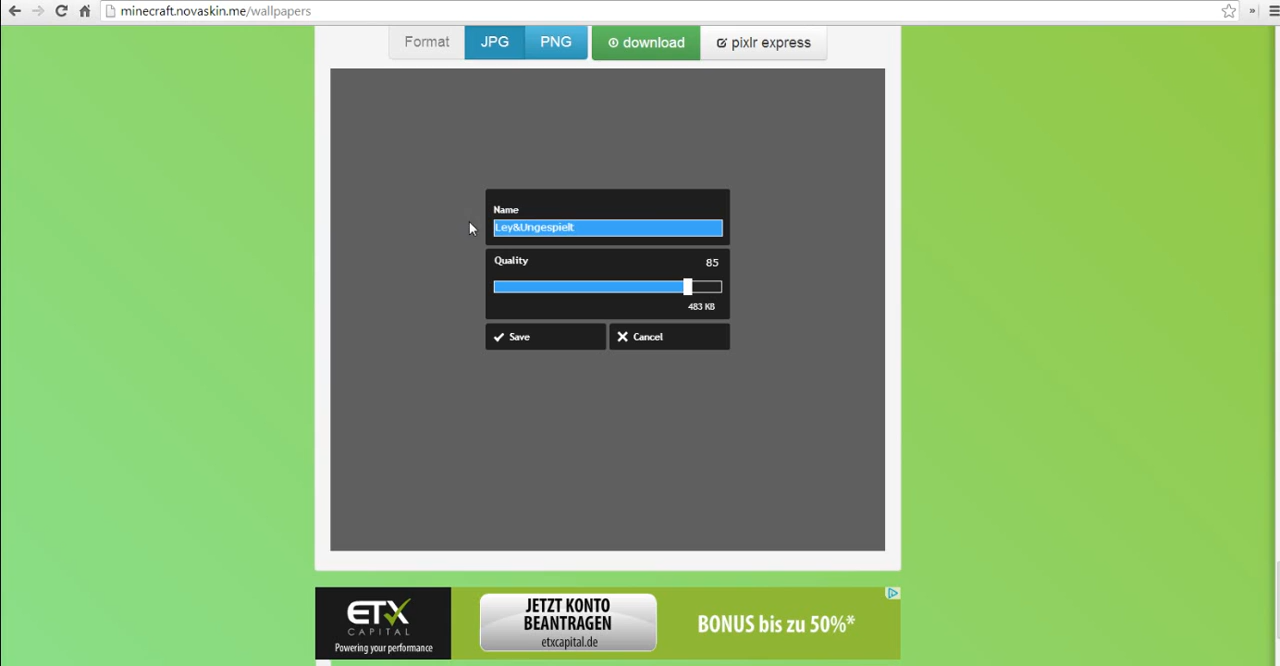 minecraft.novaskin.me/wallpapers
»
Format JPG PNG download pixlr express
Name
Ley&Ungespielt
Quality 85
483 KB
Save Cancel
ETX
CAPITAL
Powering your performance
JETZT KONTO
BEANTRAGEN
etxcapital.de
BONUS bis zu 50%*